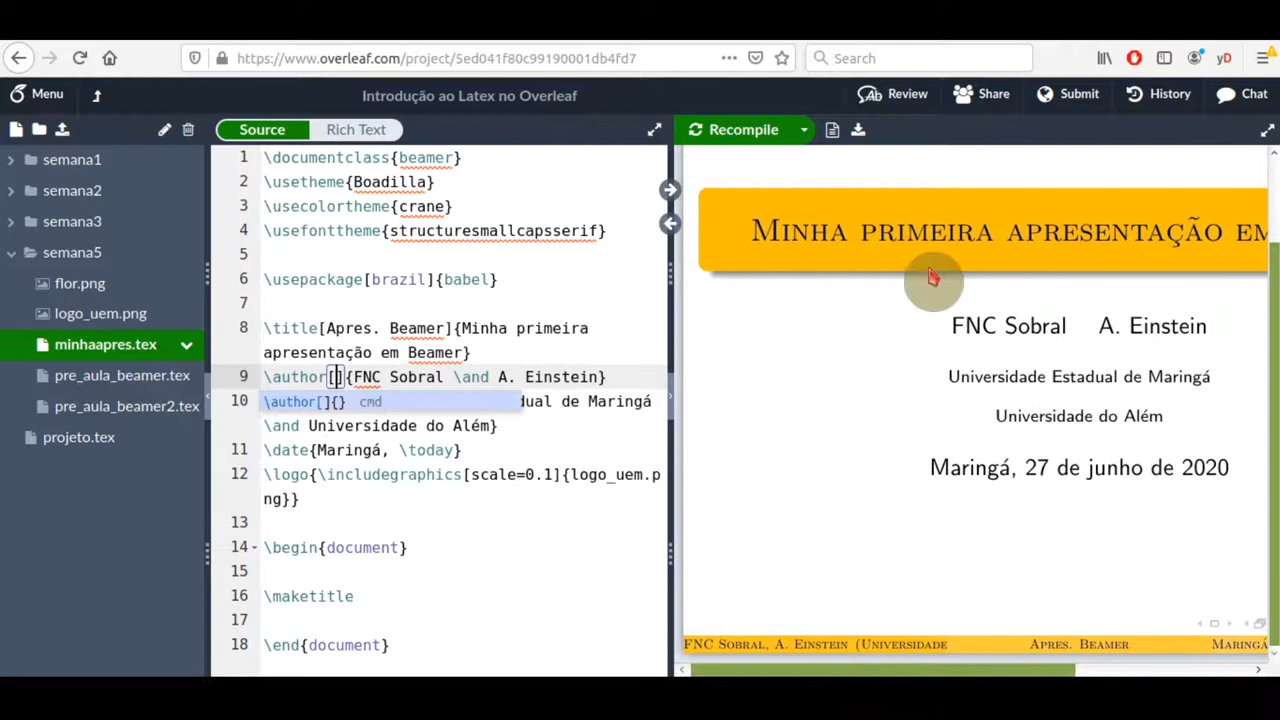 https://www.overleaf.com/project/5ed041f80c99190001db4fd7
Search
yD
Menu
Introdução ao Latex no Overleaf
Review
Share
Submit
History
Chat
Source
Rich Text
Recompile
semana1
semana2
semana3
semana5
flor.png
logo_uem.png
minhaapres.tex
pre_aula_beamer.tex
pre_aula_beamer2.tex
projeto.tex
1 \documentclass{beamer}
2 \usetheme{Boadilla}
3 \usecolortheme{crane}
4 \usefonttheme{structuresmallcapsserif}
5
6 \usepackage[brazil]{babel}
7
8 \title[Apres. Beamer]{Minha primeira
apresentação em Beamer}
9 \author[]{FNC Sobral \and A. Einstein}
\author[]{} cmd
10 dual de Maringá
\and Universidade do Além}
11 \date{Maringá, \today}
12 \logo{\includegraphics[scale=0.1]{logo_uem.p
ng}}
13
14 \begin{document}
15
16 \maketitle
17
18 \end{document}
Minha primeira apresentação em
FNC Sobral A. Einstein
Universidade Estadual de Maringá
Universidade do Além
Maringá, 27 de junho de 2020
FNC Sobral, A. Einstein (Universidade Apres. Beamer Maringá